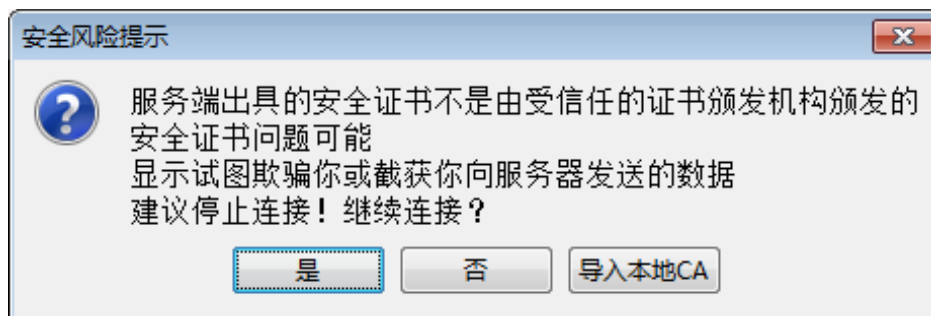 安全风险提示
服务端出具的安全证书不是由受信任的证书颁发机构颁发的
安全证书问题可能
显示试图欺骗你或截获你向服务器发送的数据
建议停止连接！继续连接？
是
否
导入本地CA